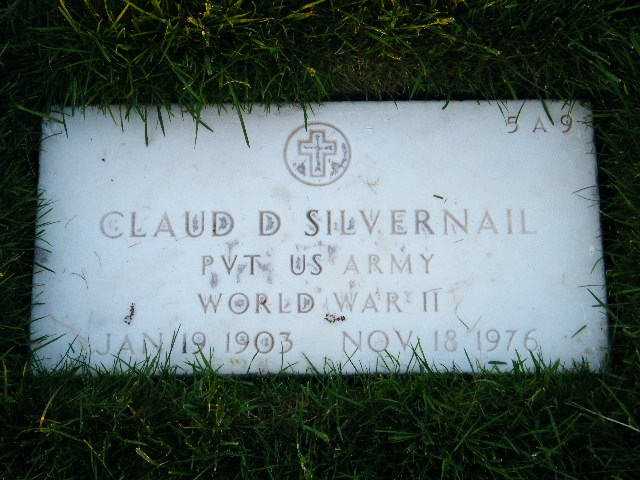 5 A 9
CLAUD D SILVERNAIL
PVT US ARMY
WORLD WAR II
JAN 19 1903 NOV 18 1976